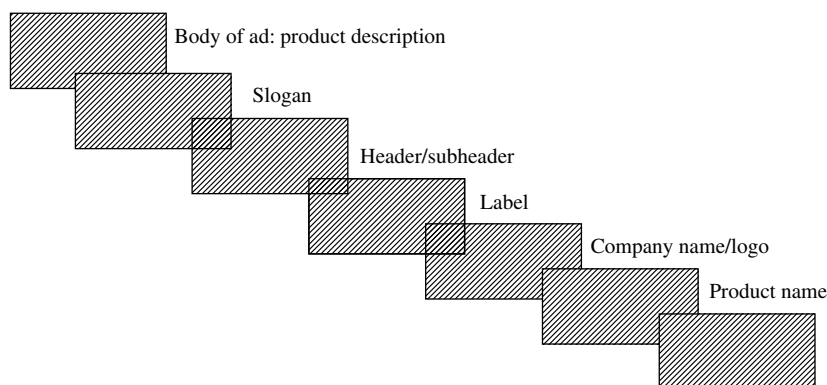 Body of ad: product description
Slogan
Header/subheader
Label
Company name/logo
Product name